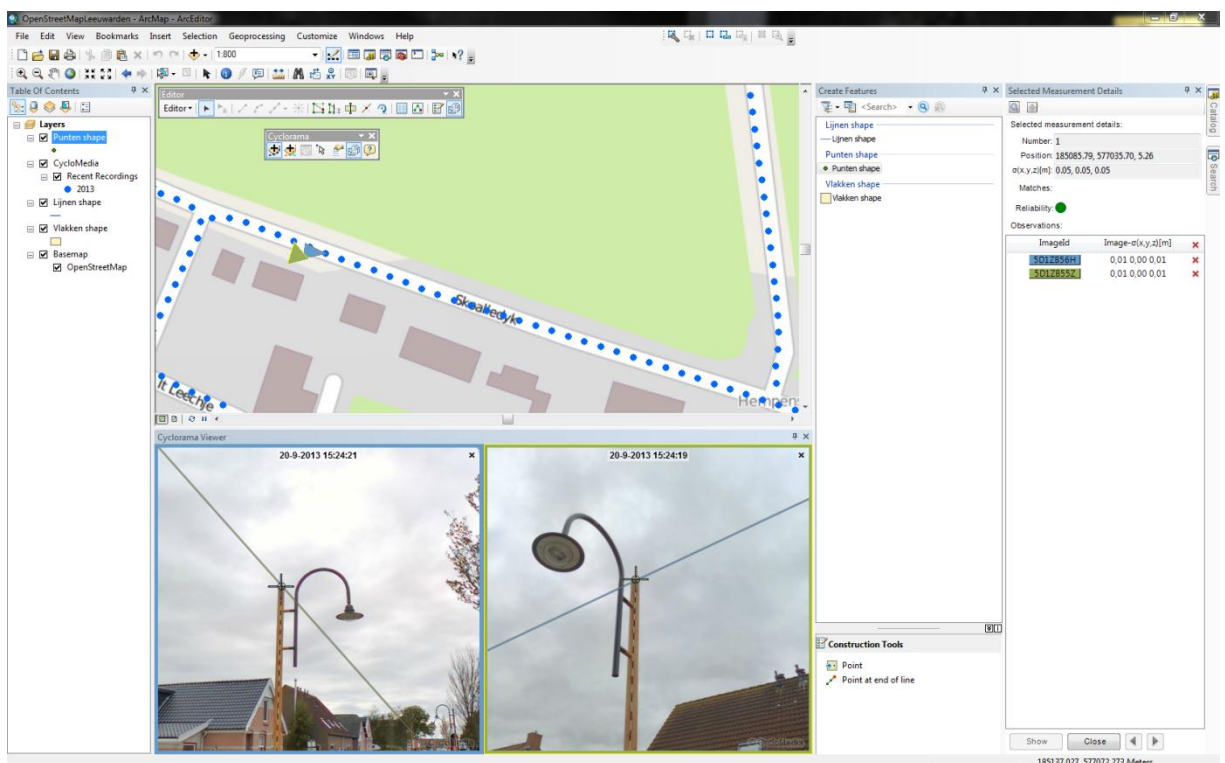 OpenStreetMapLeeuwarden - ArcMap - ArcEditor
File Edit View Bookmarks Insert Selection Geoprocessing Customize Windows Help
1:800
Table Of Contents
Layers
Punten shape
CycloMedia
Recent Recordings
2013
Lijnen shape
Vlakken shape
Basemap
OpenStreetMap
Editor
Editor
Cyclorama
Skoalledyk
It Leechje
Hempens
Cyclorama Viewer
20-9-2013 15:24:21
20-9-2013 15:24:19
Create Features
<Search>
Lijnen shape
Lijnen shape
Punten shape
Punten shape
Vlakken shape
Vlakken shape
Construction Tools
Point
Point at end of line
Selected Measurement Details
Selected measurement details:
Number: 1
Position: 185085.79, 577035.70, 5.26
σ(x,y,z)[m]: 0.05, 0.05, 0.05
Matches:
Reliability:
Observations:
ImageId Image-σ(x,y,z)[m]
5D1ZB56H 0,01 0,00 0,01
5D1ZB55Z 0,01 0,00 0,01
Show Close
Catalog
Search
185137,027 577072,273 Meters